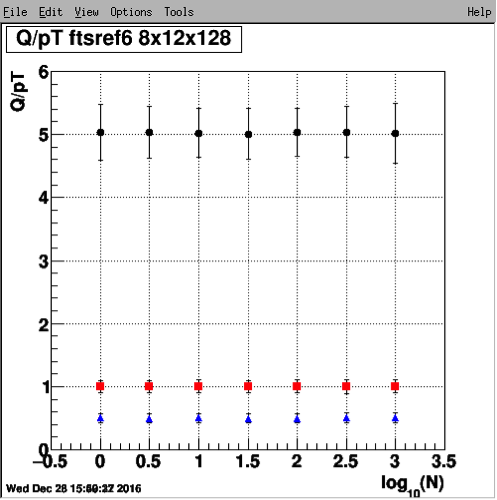 File Edit View Options Tools Help
Q/pT ftsref6 8x12x128
Q/pT
6
5
4
3
2
1
0
−0.5 0 0.5 1 1.5 2 2.5 3 3.5
log10(N)
Wed Dec 28 2016